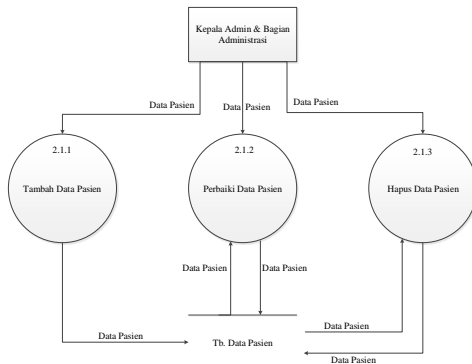 Kepala Admin & Bagian
Administrasi
Data Pasien
Data Pasien
Data Pasien
2.1.1
2.1.2
2.1.3
Tambah Data Pasien
Perbaiki Data Pasien
Hapus Data Pasien
Data Pasien
Data Pasien
Data Pasien
Data Pasien
Tb. Data Pasien
Data Pasien